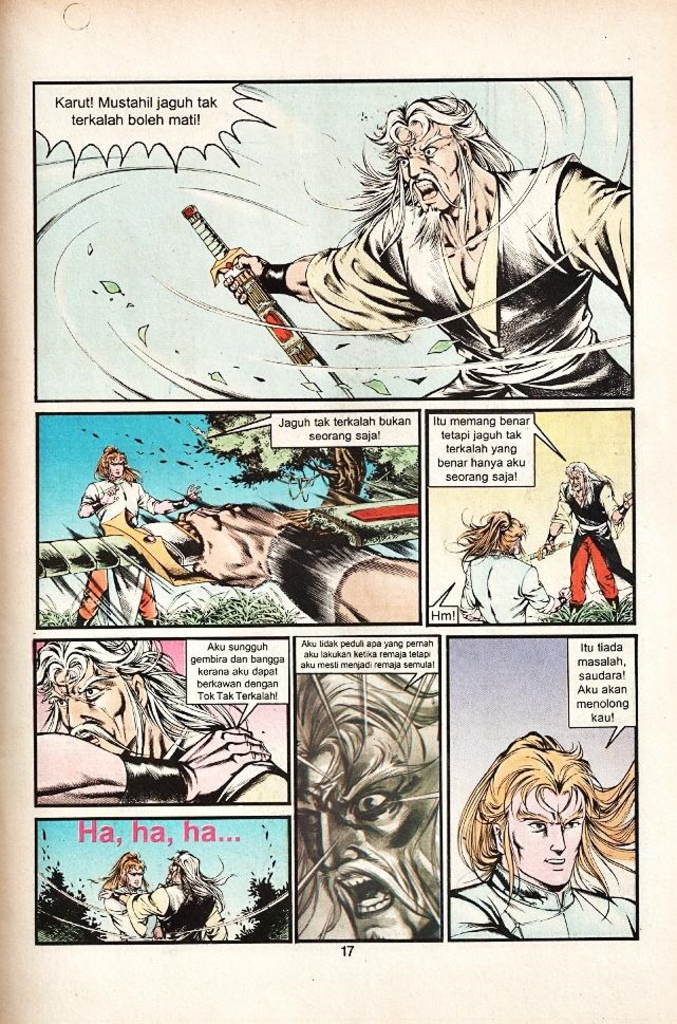 Karut! Mustahil jaguh tak
terkalah boleh mati!
Jaguh tak terkalah bukan
seorang saja!
Itu memang benar
tetapi jaguh tak
terkalah yang
benar hanya aku
seorang saja!
Hm!
Aku sungguh
gembira dan bangga
kerana aku dapat
berkawan dengan
Tok Tak Terkalah!
Ha, ha, ha...
Aku tidak peduli apa yang pernah
aku lakukan ketika remaja tetapi
aku mesti menjadi remaja semula!
Itu tiada
masalah,
saudara!
Aku akan
menolong
kau!
17